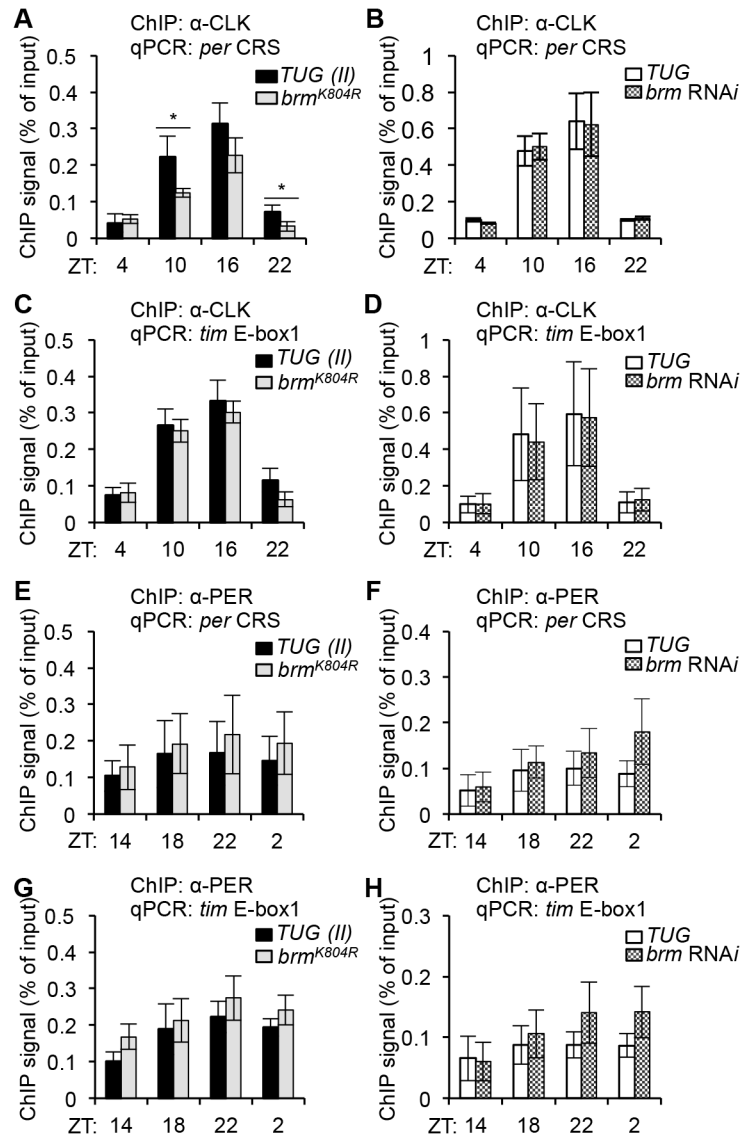 A
ChIP: α-CLK
qPCR: per CRS
ChIP signal (% of input)
0.5
0.4
0.3
0.2
0.1
0
TUG (II)
brmK804R
*
*
ZT: 4 10 16 22
B
ChIP: α-CLK
qPCR: per CRS
ChIP signal (% of input)
1
0.8
0.6
0.4
0.2
0
TUG
brm RNAi
ZT: 4 10 16 22
C
ChIP: α-CLK
qPCR: tim E-box1
ChIP signal (% of input)
0.5
0.4
0.3
0.2
0.1
0
TUG (II)
brmK804R
ZT: 4 10 16 22
D
ChIP: α-CLK
qPCR: tim E-box1
ChIP signal (% of input)
1
0.8
0.6
0.4
0.2
0
TUG
brm RNAi
ZT: 4 10 16 22
E
ChIP: α-PER
qPCR: per CRS
ChIP signal (% of input)
0.5
0.4
0.3
0.2
0.1
0
TUG (II)
brmK804R
ZT: 14 18 22 2
F
ChIP: α-PER
qPCR: per CRS
ChIP signal (% of input)
0.4
0.3
0.2
0.1
0
TUG
brm RNAi
ZT: 14 18 22 2
G
ChIP: α-PER
qPCR: tim E-box1
ChIP signal (% of input)
0.5
0.4
0.3
0.2
0.1
0
TUG (II)
brmK804R
ZT: 14 18 22 2
H
ChIP: α-PER
qPCR: tim E-box1
ChIP signal (% of input)
0.3
0.2
0.1
0
TUG
brm RNAi
ZT: 14 18 22 2